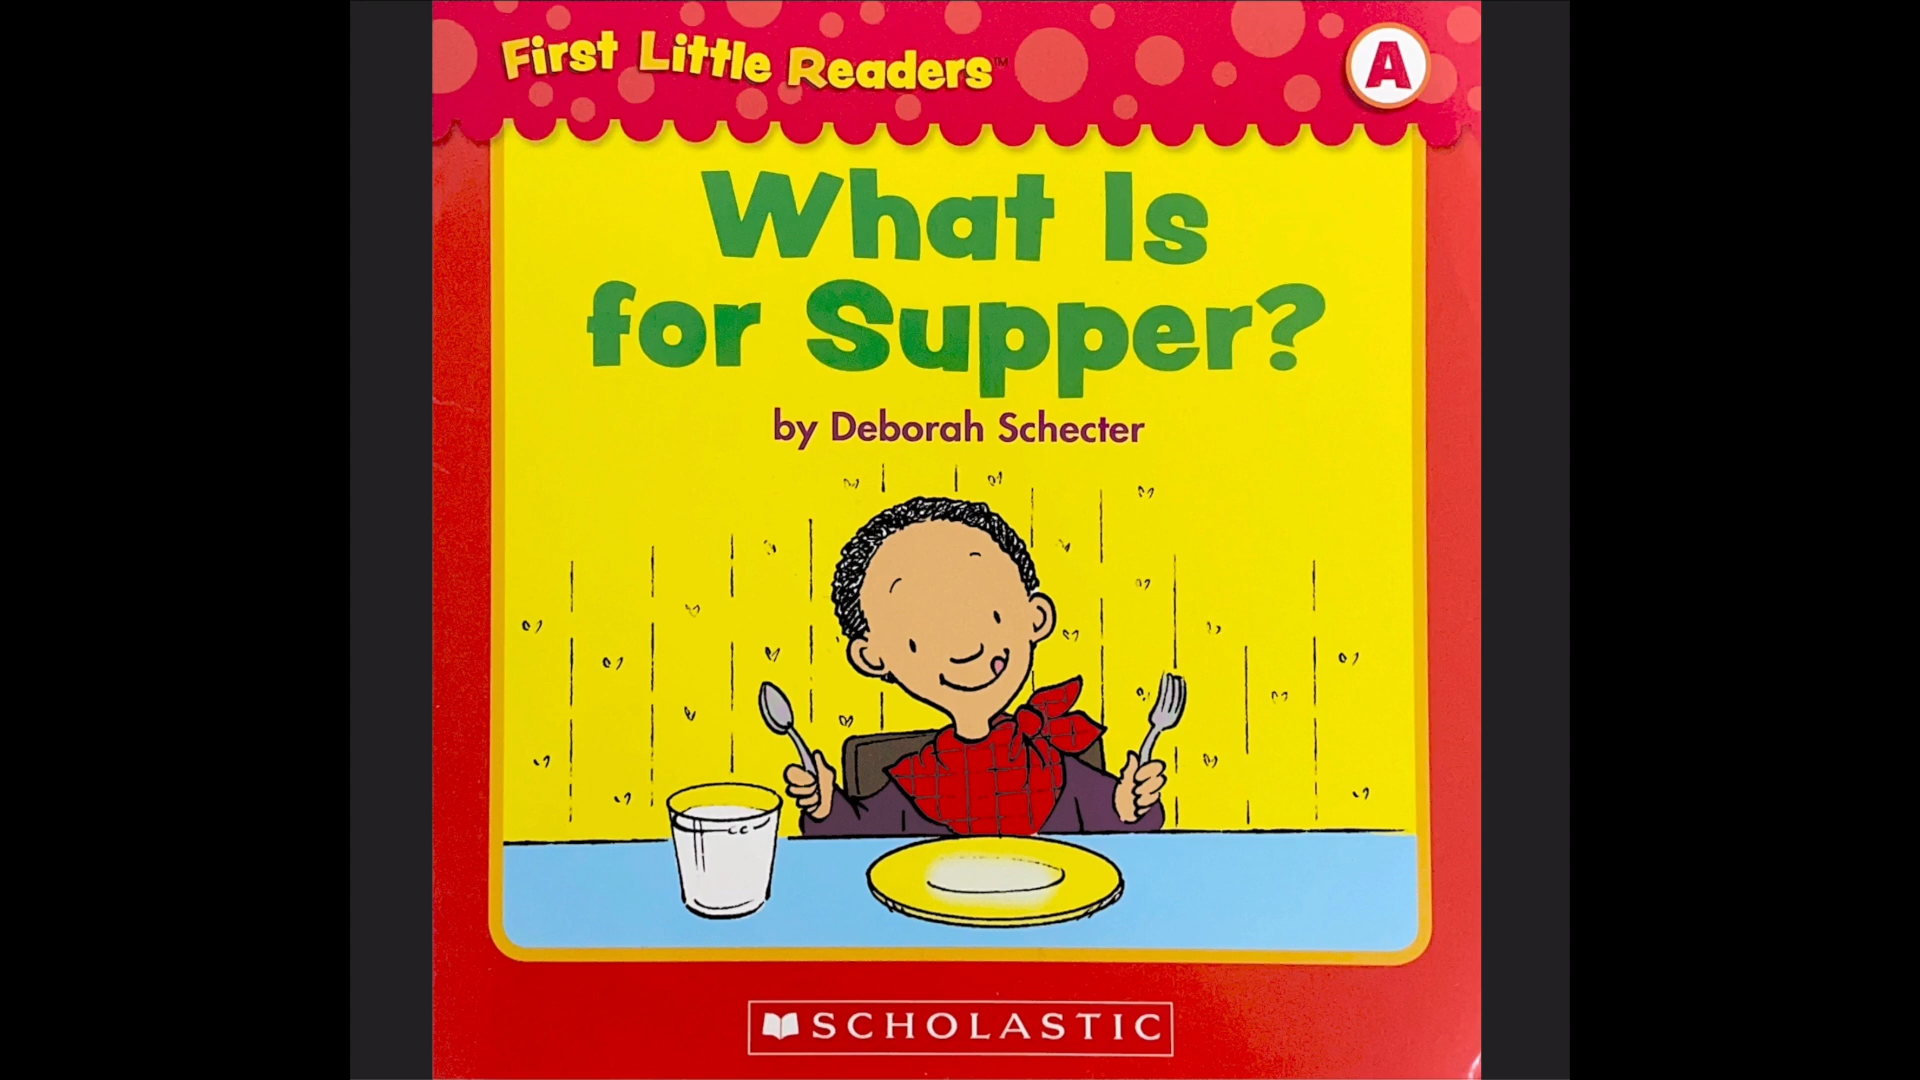 First Little Readers™
A
What Is
for Supper?
by Deborah Schecter
SCHOLASTIC